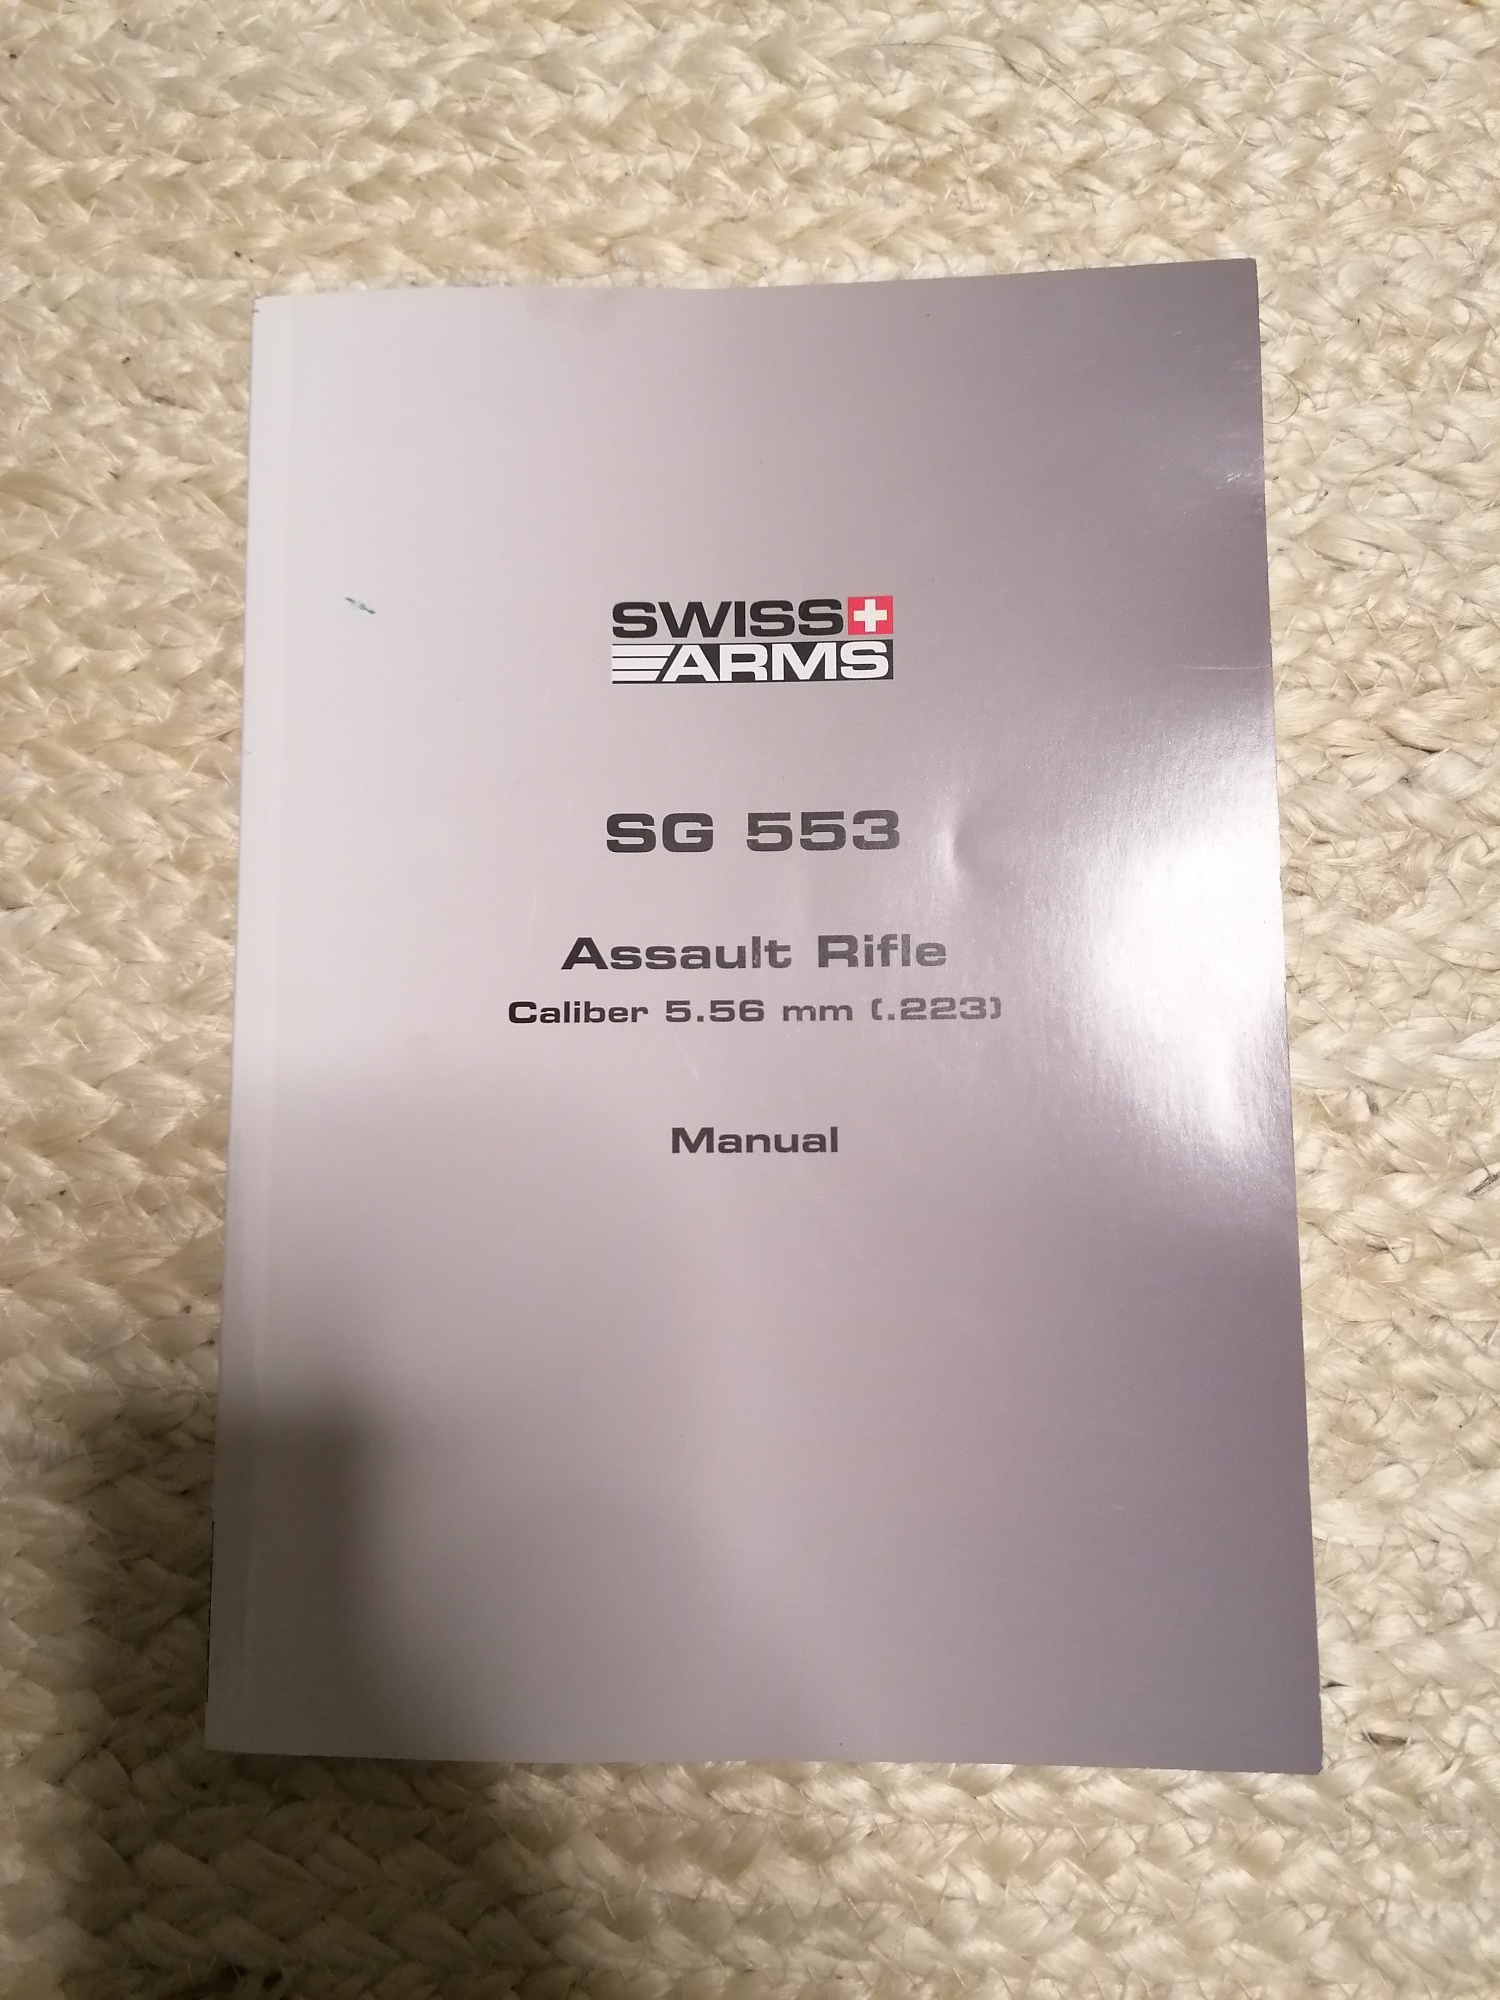 SWISS
ARMS
SG 553
Assault Rifle
Caliber 5.56 mm (.223)
Manual